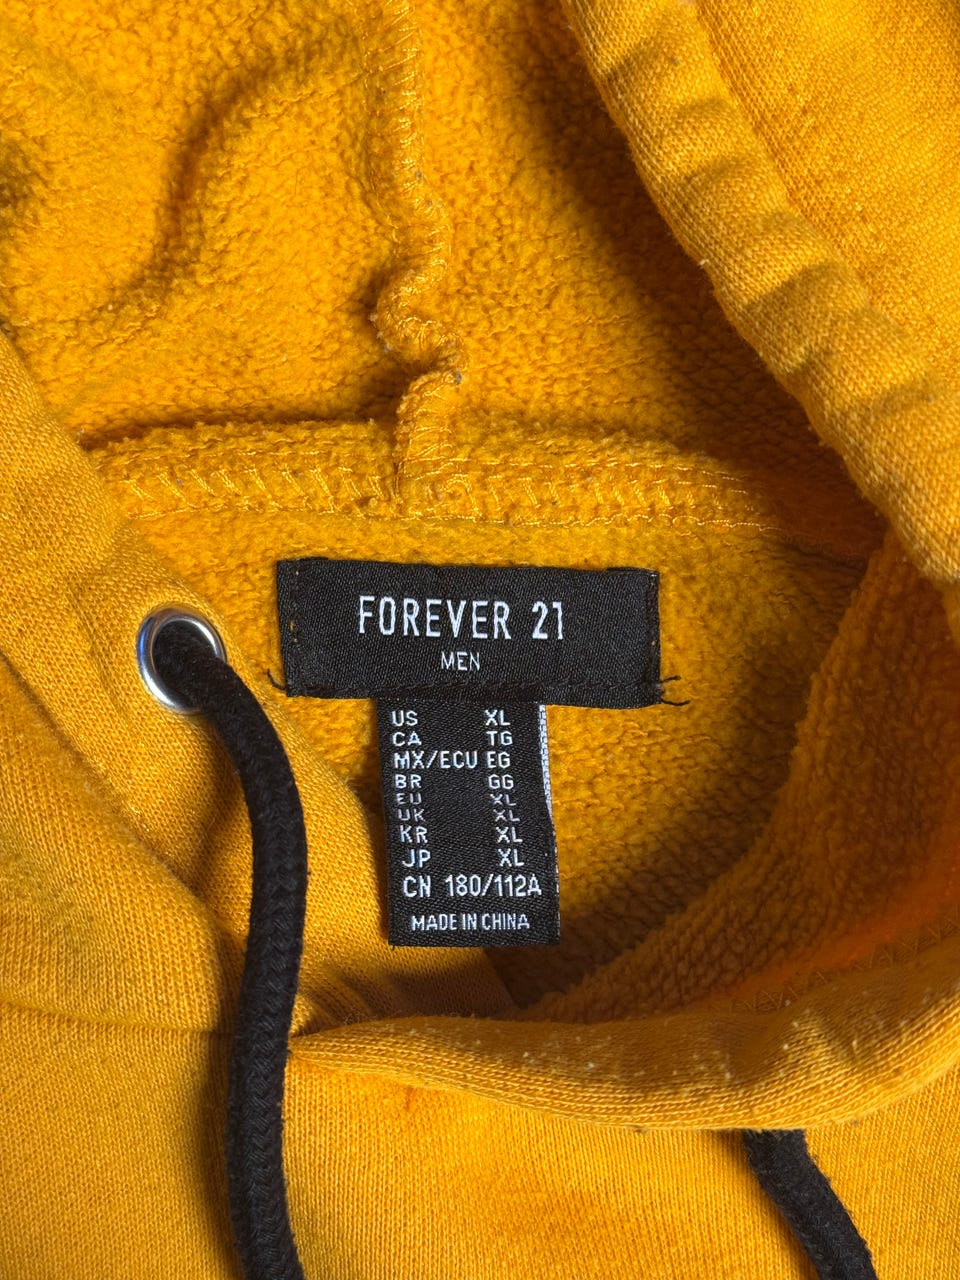 FOREVER 21
MEN
US XL
CA TG
MX/ECU EG
BR GG
EU XL
UK XL
KR XL
JP XL
CN 180/112A
MADE IN CHINA